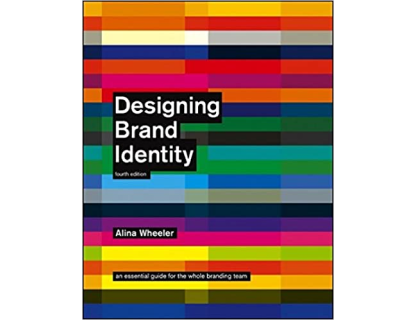 Designing
Brand
Identity
fourth edition
Alina Wheeler
an essential guide for the whole branding team